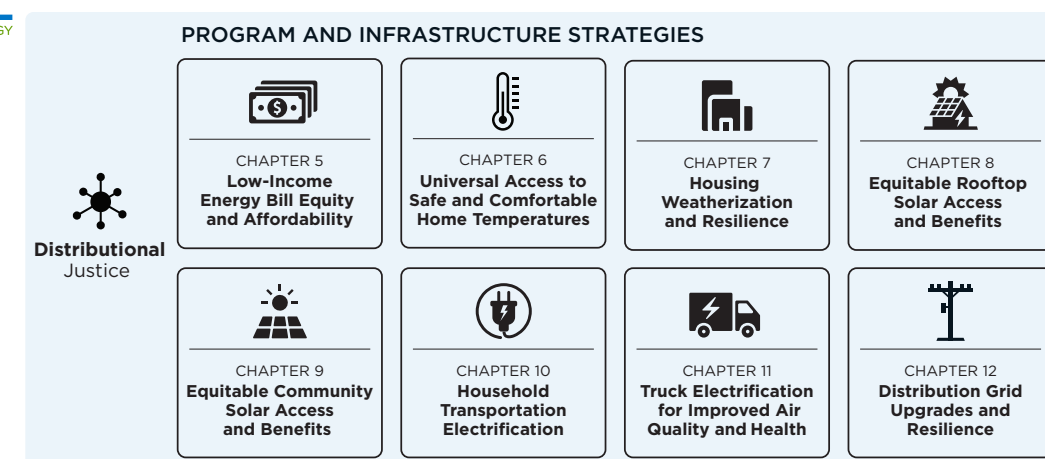 GY
PROGRAM AND INFRASTRUCTURE STRATEGIES
CHAPTER 5
Low-Income
Energy Bill Equity
and Affordability
CHAPTER 6
Universal Access to
Safe and Comfortable
Home Temperatures
CHAPTER 7
Housing
Weatherization
and Resilience
CHAPTER 8
Equitable Rooftop
Solar Access
and Benefits
Distributional
Justice
CHAPTER 9
Equitable Community
Solar Access
and Benefits
CHAPTER 10
Household
Transportation
Electrification
CHAPTER 11
Truck Electrification
for Improved Air
Quality and Health
CHAPTER 12
Distribution Grid
Upgrades and
Resilience